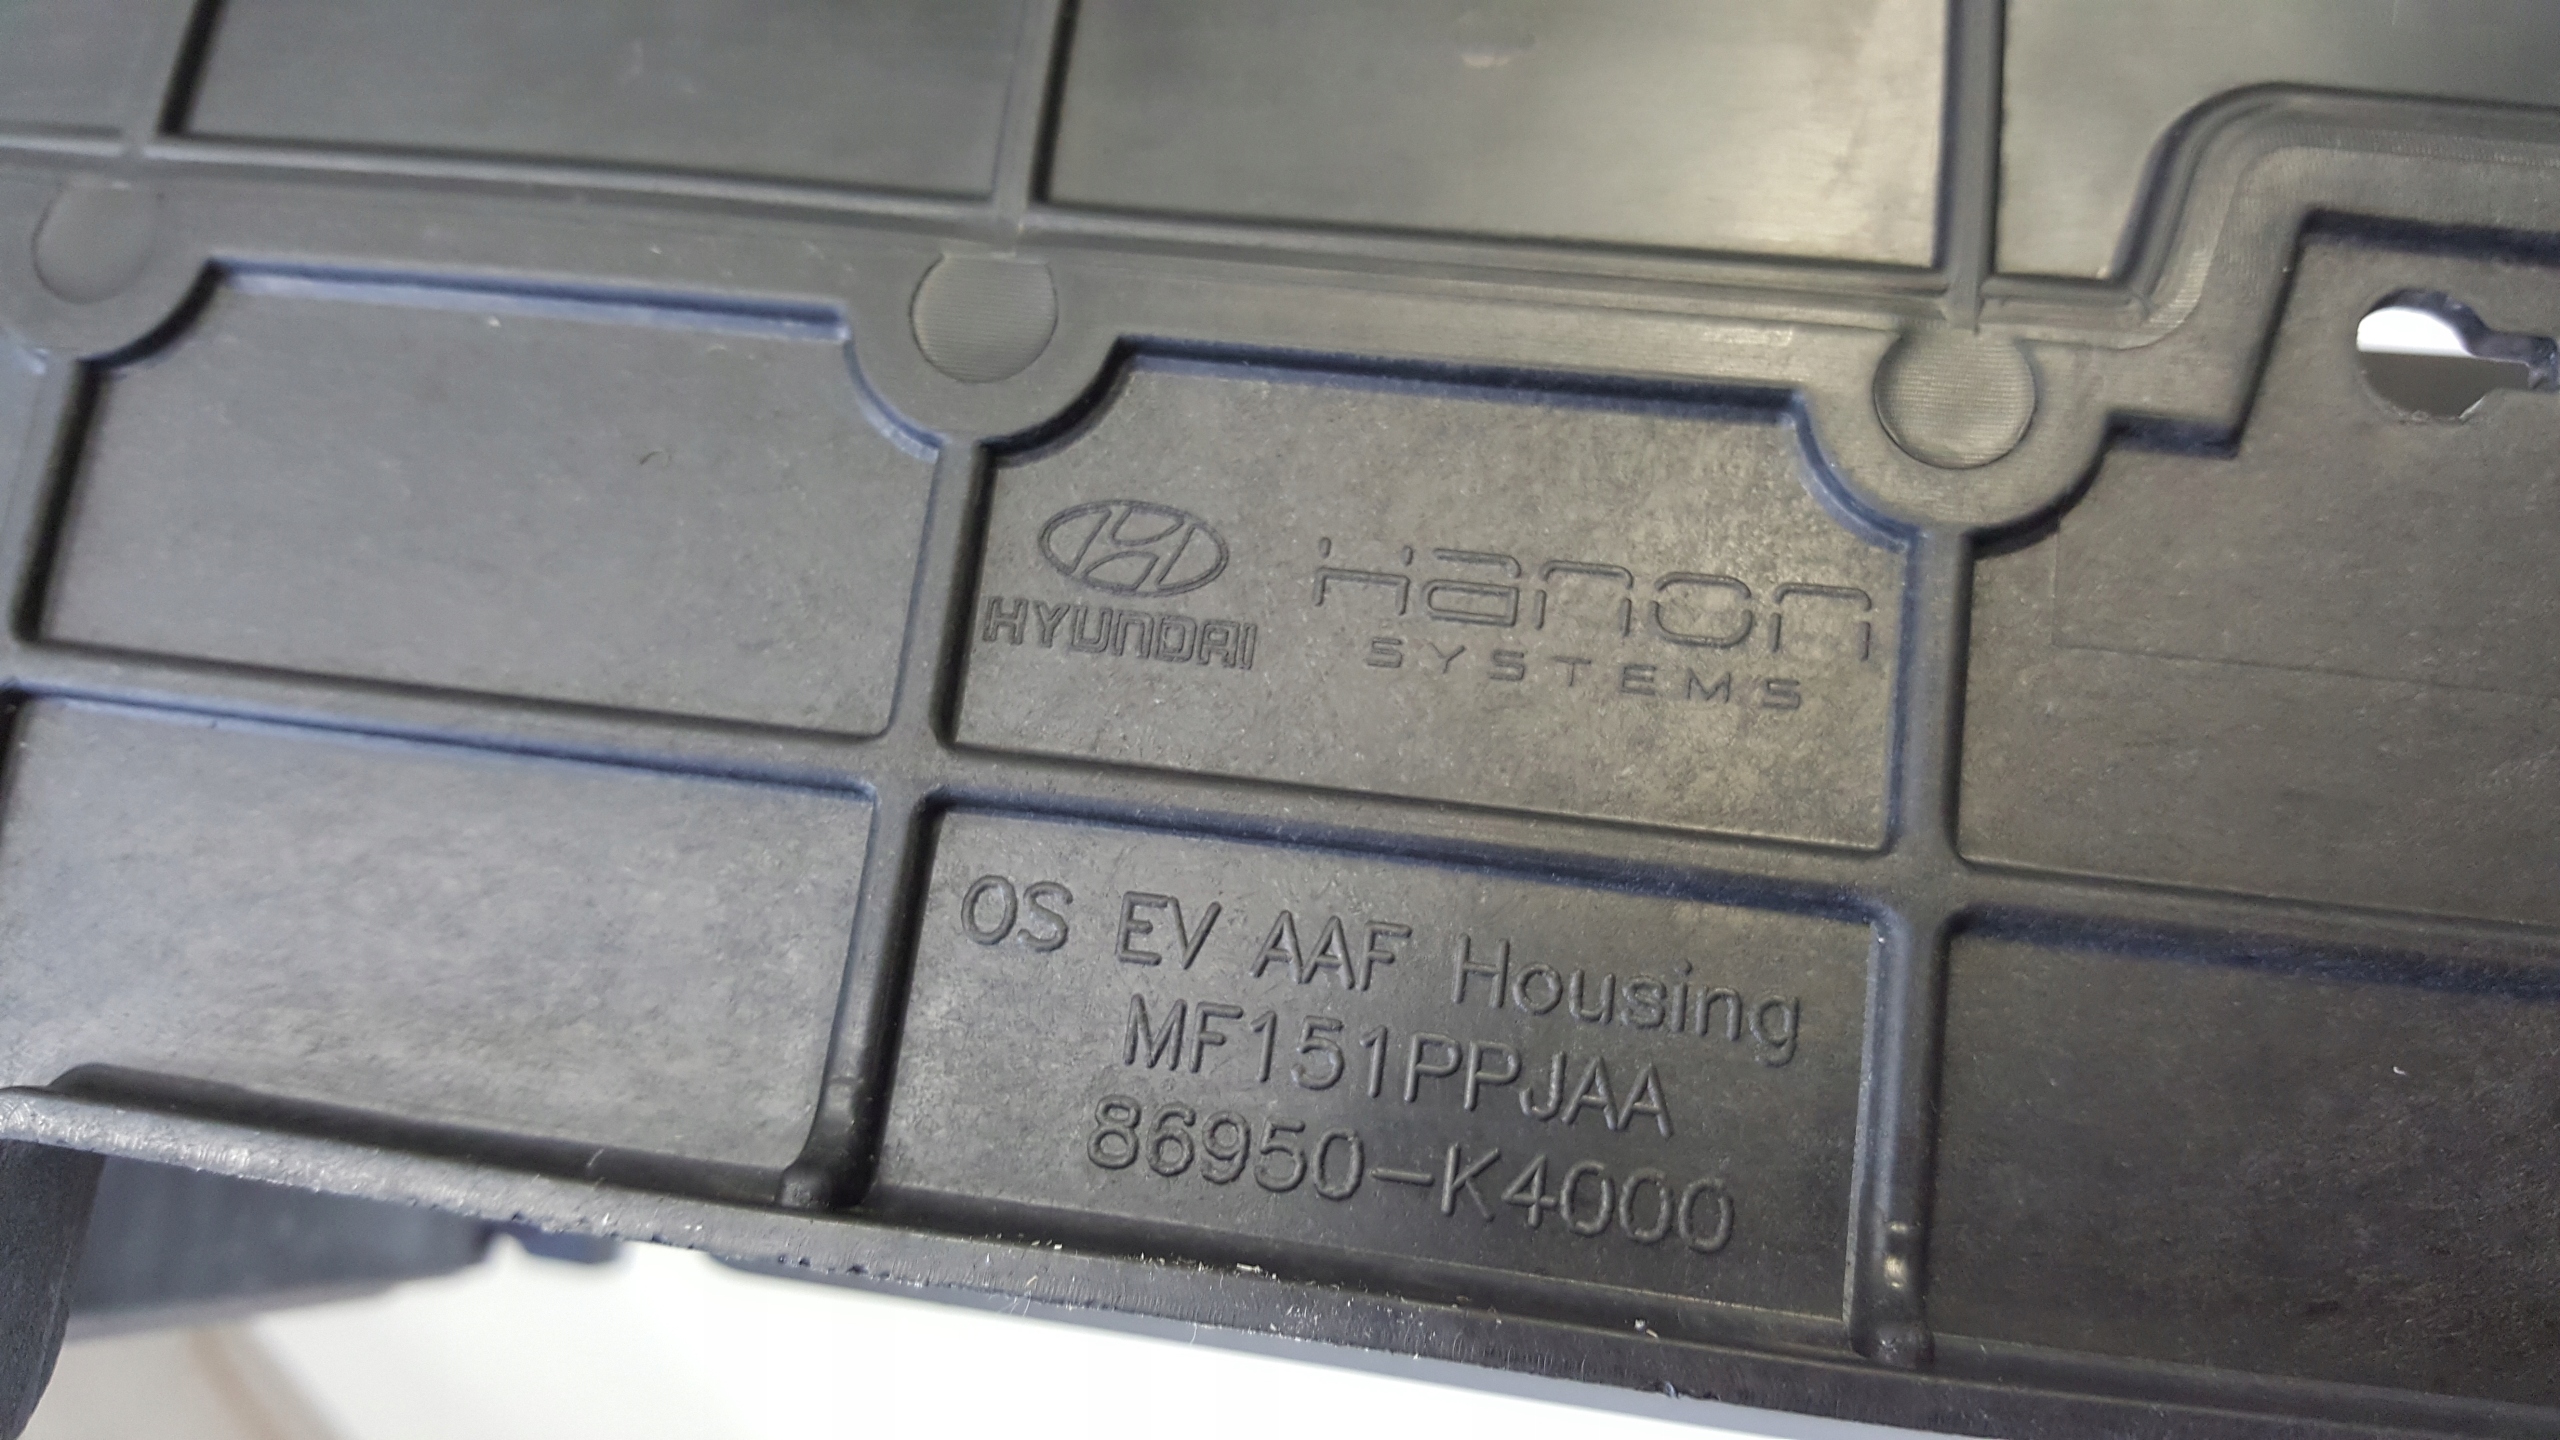 HYUNDAI
Hanon
SYSTEMS
OS EV AAF Housing
MF151PPJAA
86950-K4000